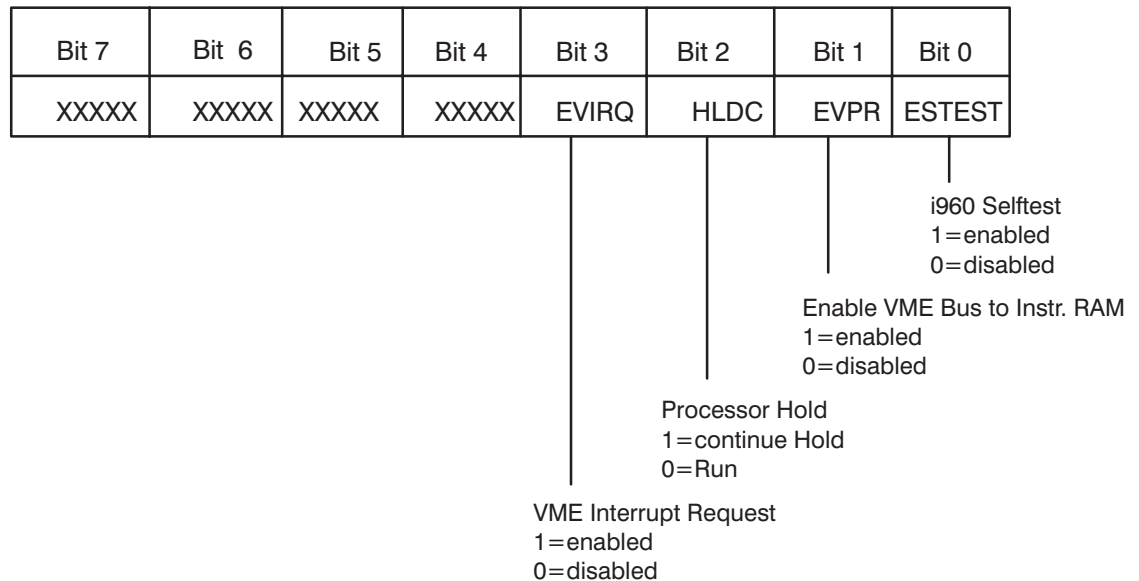 Bit 7 Bit 6 Bit 5 Bit 4 Bit 3 Bit 2 Bit 1 Bit 0
XXXXX XXXXX XXXXX XXXXX EVIRQ HLDC EVPR ESTEST
i960 Selftest
1=enabled
0=disabled
Enable VME Bus to Instr. RAM
1=enabled
0=disabled
Processor Hold
1=continue Hold
0=Run
VME Interrupt Request
1=enabled
0=disabled